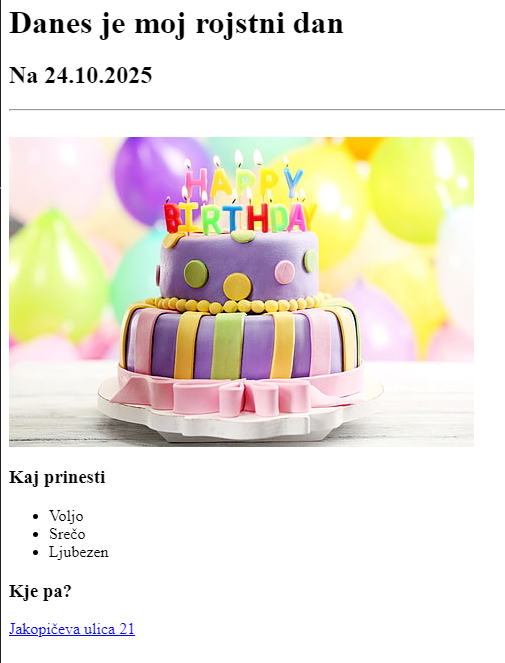 Danes je moj rojstni dan
Na 24.10.2025
HAPPY
BIRTHDAY
Kaj prinesti
Voljo
Srečo
Ljubezen
Kje pa?
Jakopičeva ulica 21